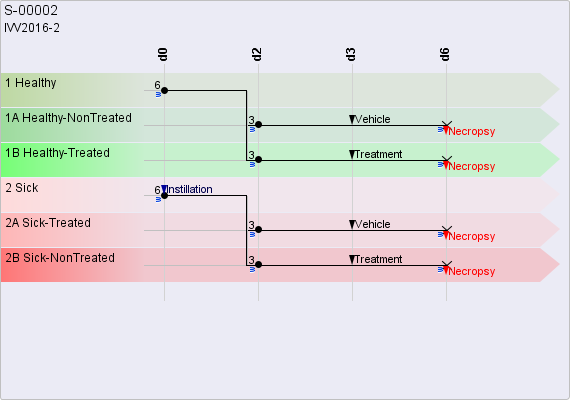 S-00002
IVV2016-2
d0 d2 d3 d6
1 Healthy 6
1A Healthy-NonTreated 3 Vehicle Necropsy
1B Healthy-Treated 3 Treatment Necropsy
2 Sick 6 Instillation
2A Sick-Treated 3 Vehicle Necropsy
2B Sick-NonTreated 3 Treatment Necropsy